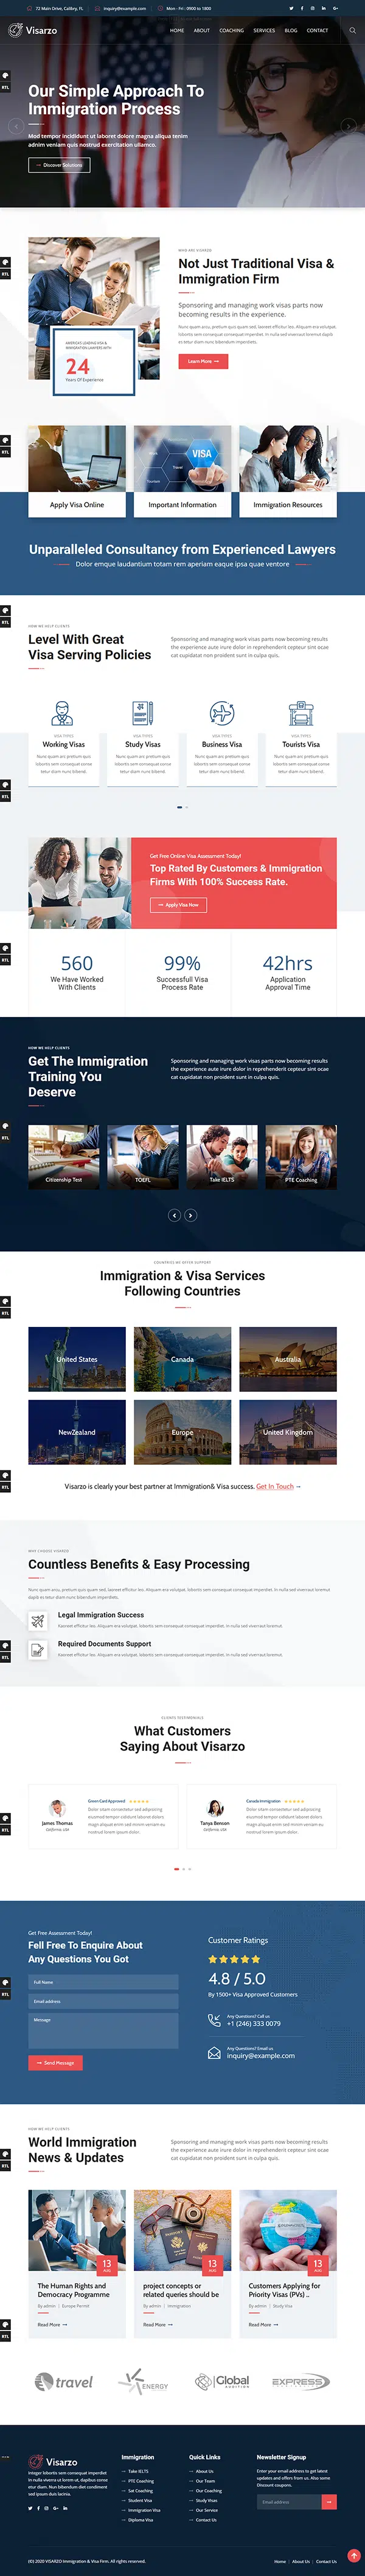 72 Main Drive, Calibry, FL
inquiry@example.com
Mon - Fri : 0900 to 1800
Visarzo
HOME ABOUT COACHING SERVICES BLOG CONTACT
RTL
Our Simple Approach To
Immigration Process
Mod tempor incididunt ut laboret dolore magna aliqua tenim
adnim veniam quis nostrud exercitation ullamco.
Discover Solutions
RTL
WHO ARE VISARZO
Not Just Traditional Visa &
Immigration Firm
Sponsoring and managing work visas parts now
becoming results in the experience.
Nunc quam arcu, pretium quis quam sed, laoreet efficitur leo. Aliquam era volutpat.
lobortis sem consequat consequat imperdiet. In nulla sed viverut loremut dapib
es tetur diam nunc bibendum imperdiets.
Learn More
AMERICA'S LEADING VISA &
IMMIGRATION LAWYERS WITH
24
Years Of Experience
RTL
VISA
Travel
Tourism
Apply Visa Online
Important Information
Immigration Resources
Unparalleled Consultancy from Experienced Lawyers
Dolor emque laudantium totam rem aperiam eaque ipsa quae ventore
RTL
HOW WE HELP CLIENTS
Level With Great
Visa Serving Policies
Sponsoring and managing work visas parts now becoming results
the experience aute irure dolor in reprehenderit cepteur sint ocae
cat cupidatat non proident sunt in culpa quis.
VISA TYPES
Working Visas
Nunc quam arc pretium quis
lobortis sem consequat conse
tetur diam nunc bibend.
VISA TYPES
Study Visas
Nunc quam arc pretium quis
lobortis sem consequat conse
tetur diam nunc bibend.
VISA TYPES
Business Visa
Nunc quam arc pretium quis
lobortis sem consequat conse
tetur diam nunc bibend.
VISA TYPES
Tourists Visa
Nunc quam arc pretium quis
lobortis sem consequat conse
tetur diam nunc bibend.
RTL
Get Free Online Visa Assessment Today!
Top Rated By Customers & Immigration
Firms With 100% Success Rate.
Apply Visa Now
RTL
560
We Have Worked
With Clients
99%
Successfull Visa
Process Rate
42hrs
Application
Approval Time
HOW WE HELP CLIENTS
Get The Immigration
Training You
Deserve
Sponsoring and managing work visas parts now becoming results
the experience aute irure dolor in reprehenderit cepteur sint ocae
cat cupidatat non proident sunt in culpa quis.
RTL
Citizenship Test
TOEFL
Take IELTS
PTE Coaching
COUNTRIES WE OFFER SUPPORT
Immigration & Visa Services
Following Countries
RTL
United States
Canada
Australia
NewZealand
Europe
United Kingdom
RTL
Visarzo is clearly your best partner at Immigration& Visa success. Get In Touch
WHY CHOOSE VISARZO
Countless Benefits & Easy Processing
Nunc quam arcu, pretium quis quam sed, laoreet efficitur leo. Aliquam era volutpat. lobortis sem consequat consequat imperdiet. In nulla sed viverut loremut
dapib es tetur diam nunc bibendum imperdiets.
Legal Immigration Success
Kaoreet efficitur leo. Aliquam era volutpat. lobortis sem consequat consequat imperdiet. In nulla sed viverraut loremut.
Required Documents Support
Kaoreet efficitur leo. Aliquam era volutpat. lobortis sem consequat consequat imperdiet. In nulla sed viverraut loremut.
RTL
CLIENTS TESTIMONIALS
What Customers
Saying About Visarzo
James Thomas
California, USA
Green Card Approved
Dolor sitam consectetur sed adipiscing
eiusmod tempor cididunt labore dolores
magn aliquat enim sed minim veniam eu
nostrud lorem ipsum dolor.
Tanya Benson
California, USA
Canada Immigration
Dolor sitam consectetur sed adipiscing
eiusmod tempor cididunt labore dolores
magn aliquat enim sed minim veniam eu
nostrud lorem ipsum dolor.
RTL
Get Free Assessment Today!
Fell Free To Enquire About
Any Questions You Got
Full Name
Email address
Message
Send Message
Customer Ratings
4.8 / 5.0
By 1500+ Visa Approved Customers
Any Questions? Call us
+1 (246) 333 0079
Any Questions? Email us
inquiry@example.com
RTL
HOW WE HELP CLIENTS
World Immigration
News & Updates
Sponsoring and managing work visas parts now becoming results
the experience aute irure dolor in reprehenderit cepteur sint ocae
cat cupidatat non proident sunt in culpa quis.
RTL
13
AUG
The Human Rights and
Democracy Programme
By admin | Europe Permit
Read More
13
AUG
project concepts or
related queries should be
By admin | Immigration
Read More
13
AUG
Customers Applying for
Priority Visas (PVs) ..
By admin | Study Visa
Read More
RTL
travel
ENERGY
Global
EXPRESS
Visarzo
Integer lobortis sem consequat imperdiet
In nulla viverra ut lorem ut, dapibus conse
etur diam. Nun bibendum diet condiment
sed ipsum duis lacinia.
Immigration
Take IELTS
PTE Coaching
Sat Coaching
Student Visa
Immigration Visa
Diploma Visa
Quick Links
About Us
Our Team
Our Coaching
Study Visas
Our Service
Contact Us
Newsletter Signup
Enter your email address to get latest
updates and offers from us. Also some
Discount coupons.
Email address
(©) 2020 VISARZO Immigration & Visa Firm. All rights reserved.
Home | About Us | Contact Us